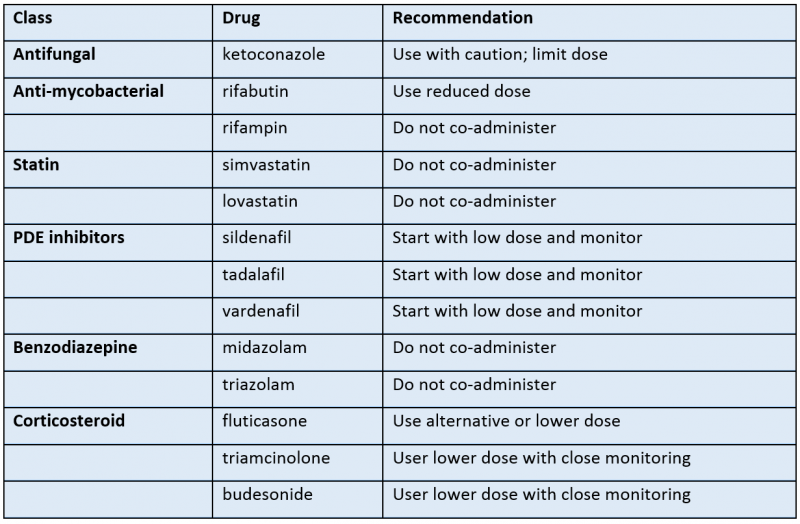 Class Drug Recommendation
Antifungal ketoconazole Use with caution; limit dose
Anti-mycobacterial rifabutin Use reduced dose
rifampin Do not co-administer
Statin simvastatin Do not co-administer
lovastatin Do not co-administer
PDE inhibitors sildenafil Start with low dose and monitor
tadalafil Start with low dose and monitor
vardenafil Start with low dose and monitor
Benzodiazepine midazolam Do not co-administer
triazolam Do not co-administer
Corticosteroid fluticasone Use alternative or lower dose
triamcinolone User lower dose with close monitoring
budesonide User lower dose with close monitoring